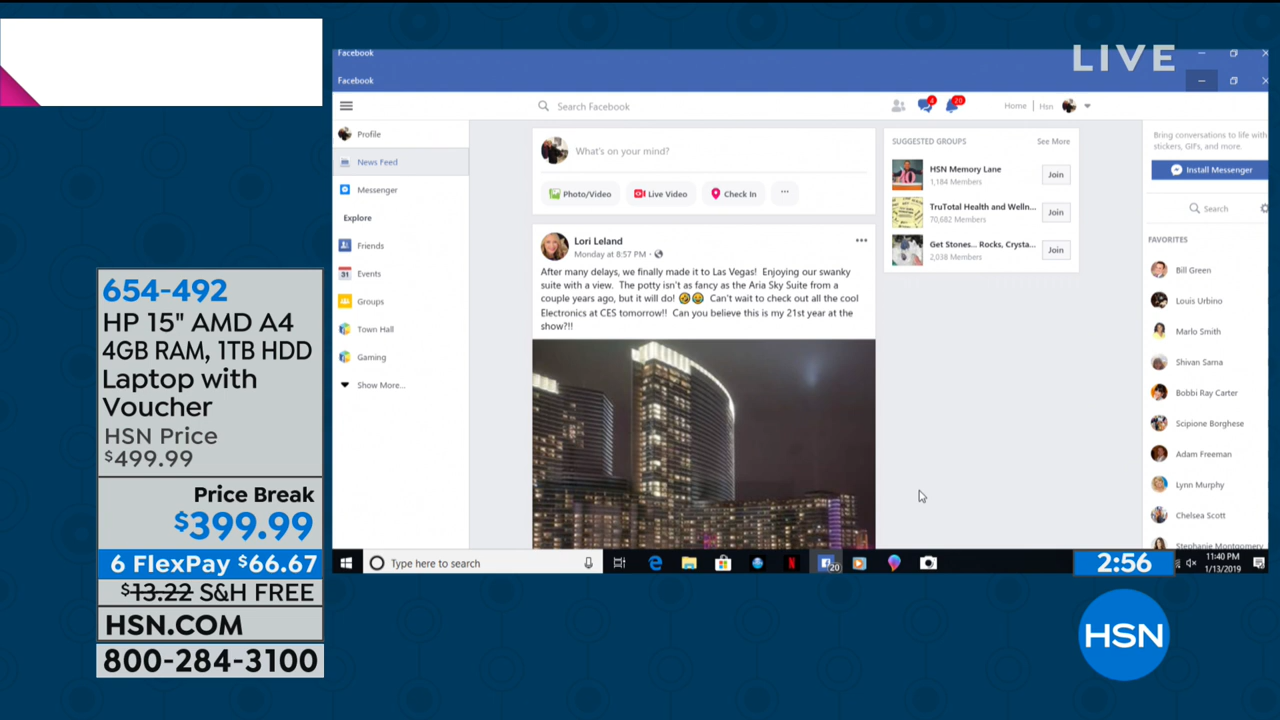 654-492
HP 15" AMD A4
4GB RAM, 1TB HDD
Laptop with
Voucher
HSN Price
$499.99
Price Break
$399.99
6 FlexPay $66.67
$13.22 S&H FREE
HSN.COM
800-284-3100
LIVE
Facebook
Facebook
Search Facebook
4
20
Home
Hsn
Profile
News Feed
Messenger
Explore
Friends
31 Events
Groups
Town Hall
Gaming
Show More...
What's on your mind?
Photo/Video
Live Video
Check In
...
Lori Leland
Monday at 8:57 PM ·
After many delays, we finally made it to Las Vegas! Enjoying our swanky
suite with a view. The potty isn't as fancy as the Aria Sky Suite from a
couple years ago, but it will do! 🤣😂 Can't wait to check out all the cool
Electronics at CES tomorrow!! Can you believe this is my 21st year at the
show?!!
SUGGESTED GROUPS
See More
HSN Memory Lane
1,184 Members
Join
TruTotal Health and Welln...
70,682 Members
Join
Get Stones... Rocks, Crysta...
2,038 Members
Join
Bring conversations to life with
stickers, GIFs, and more.
Install Messenger
Search
FAVORITES
Bill Green
Louis Urbino
Marlo Smith
Shivan Sarna
Bobbi Ray Carter
Scipione Borghese
Adam Freeman
Lynn Murphy
Chelsea Scott
Stephanie Montgomery
Type here to search
20
2:56
11:40 PM
1/13/2019
HSN